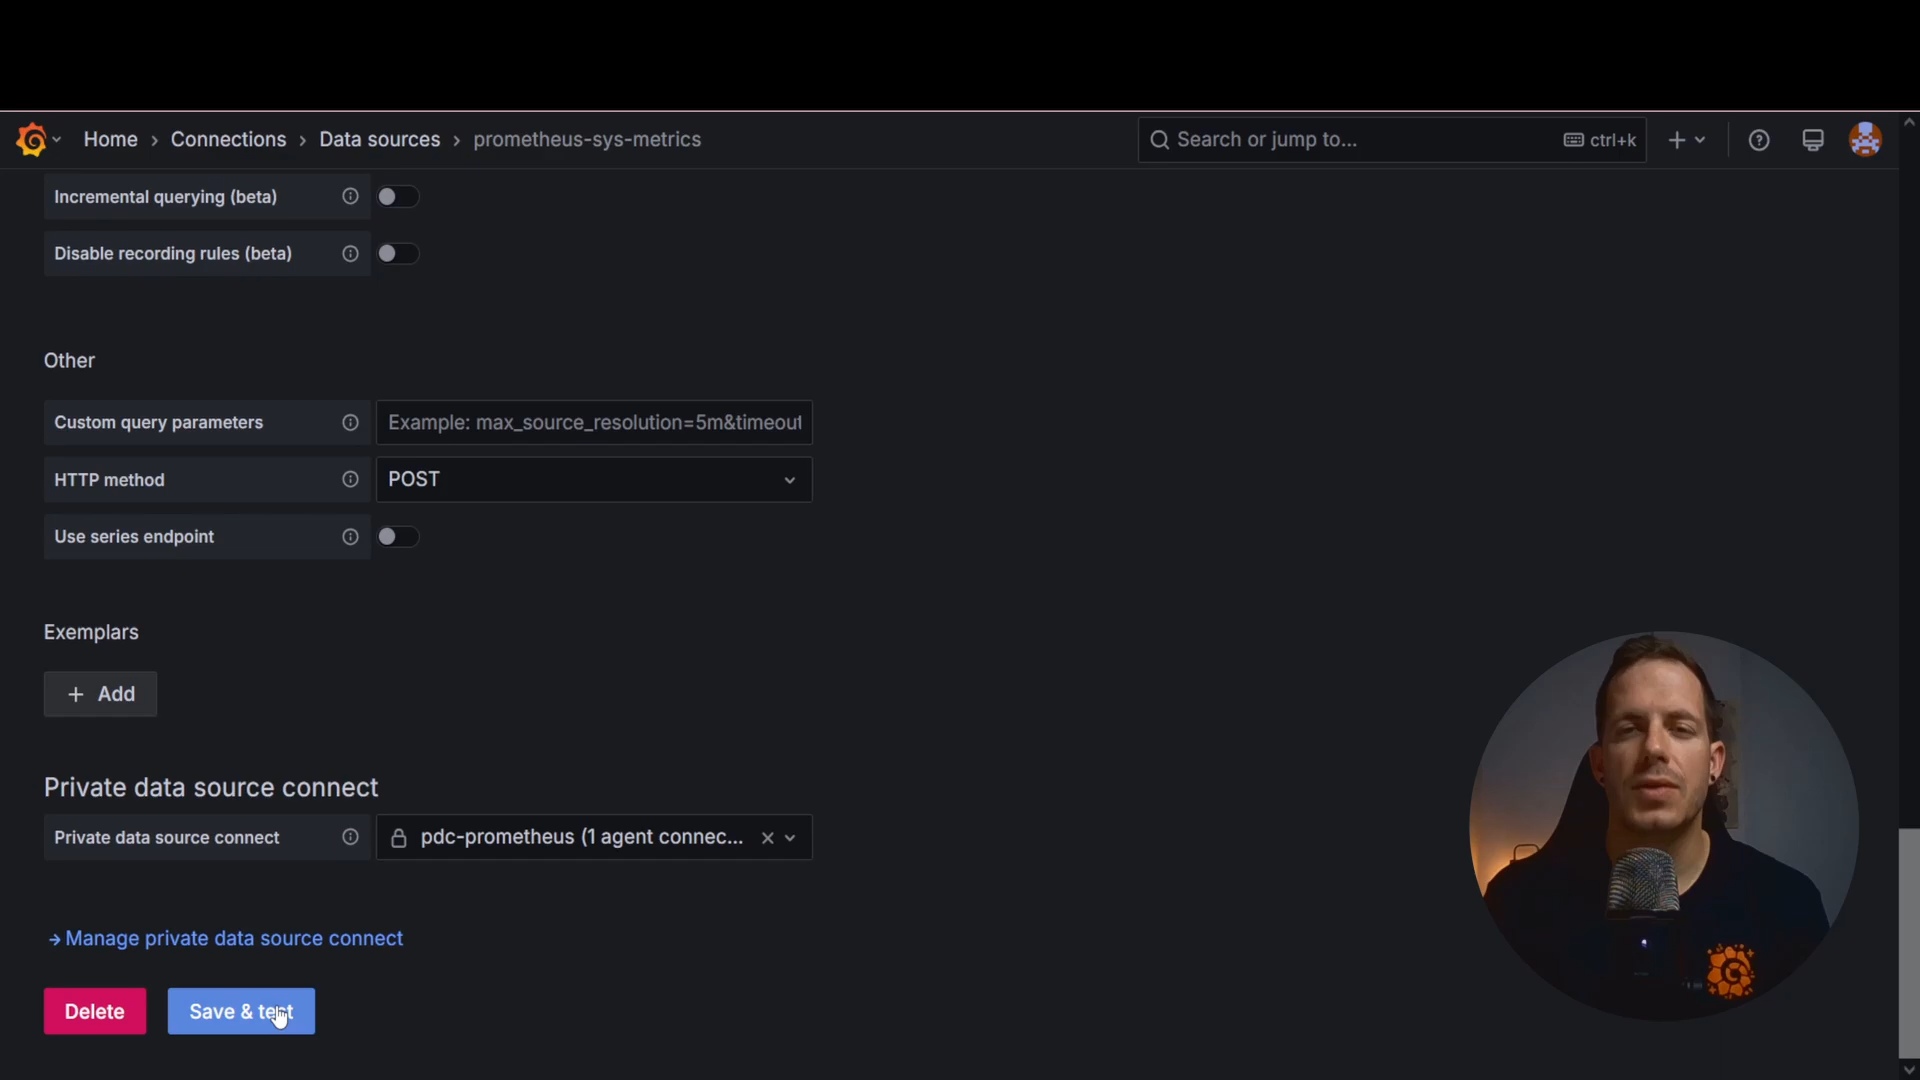 Home › Connections › Data sources › prometheus-sys-metrics
Search or jump to...
ctrl+k
Incremental querying (beta)
Disable recording rules (beta)
Other
Custom query parameters
Example: max_source_resolution=5m&timeout
HTTP method
POST
Use series endpoint
Exemplars
+ Add
Private data source connect
Private data source connect
pdc-prometheus (1 agent connec...
→ Manage private data source connect
Delete
Save & test